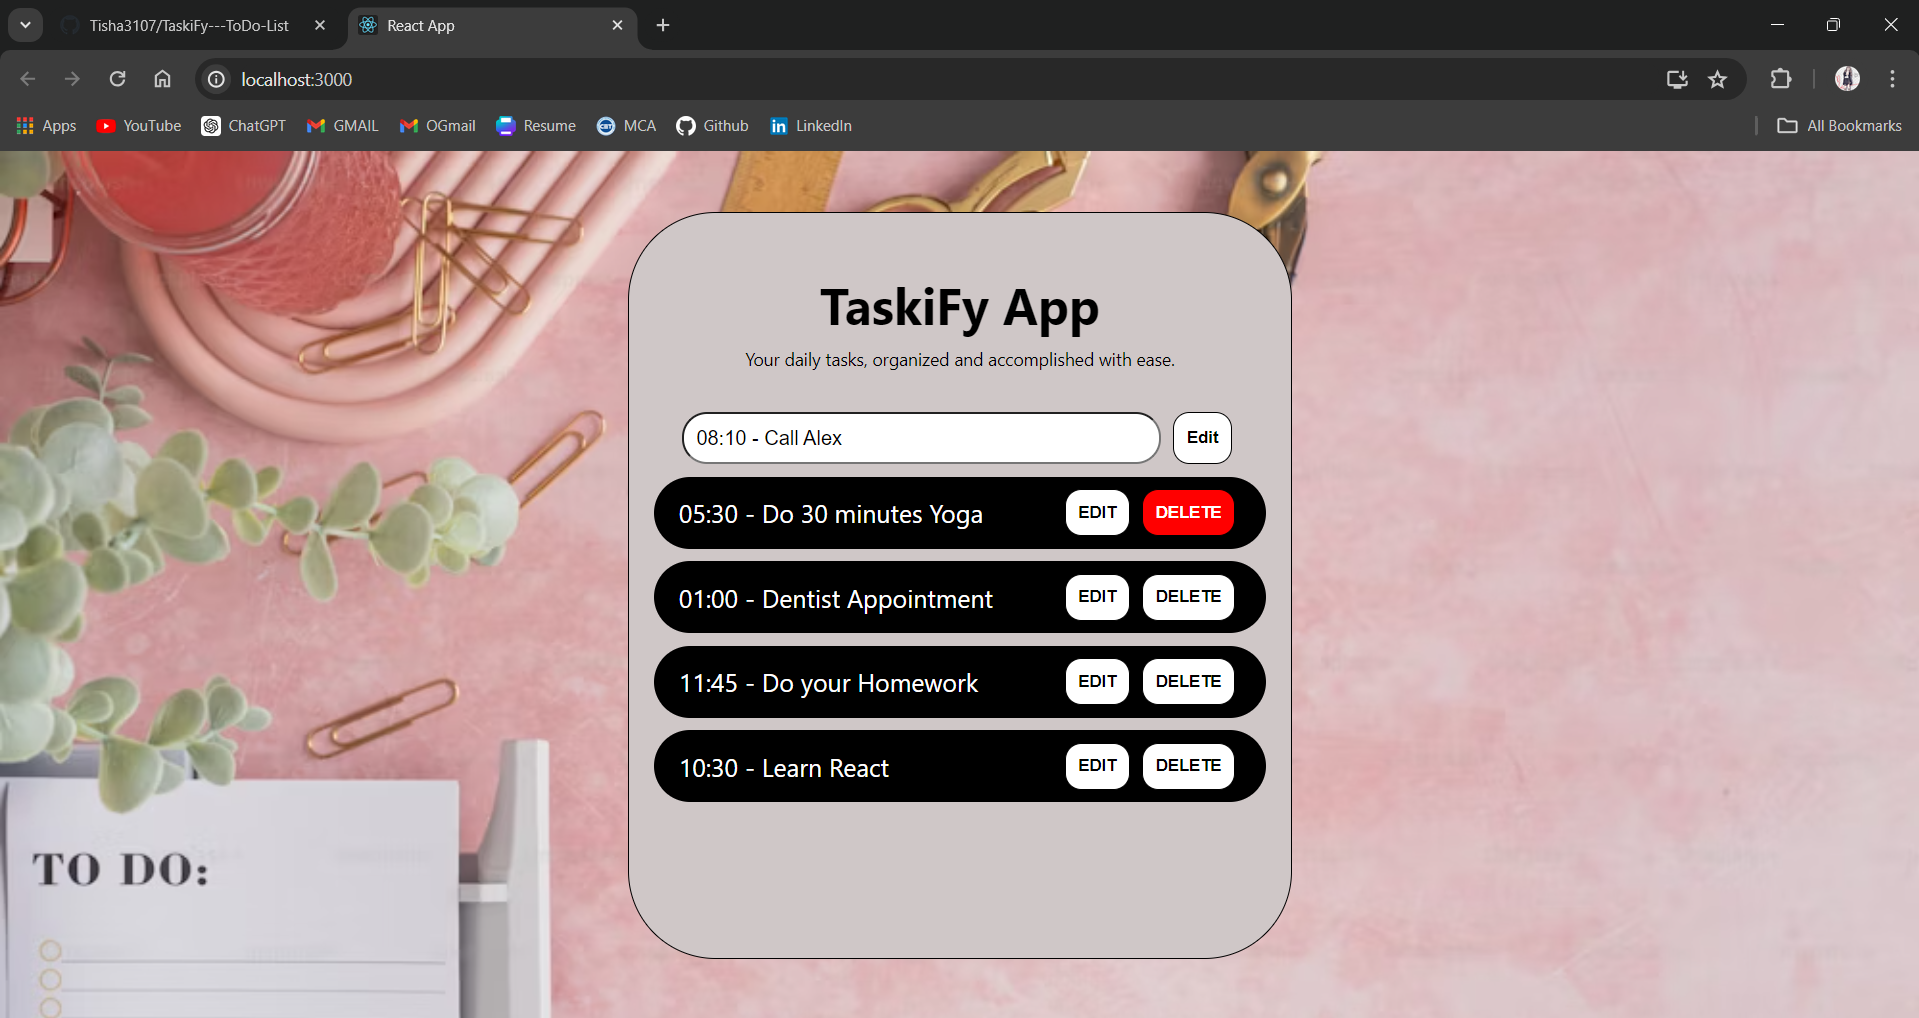 Tisha3107/TaskiFy---ToDo-List
React App
localhost:3000
Apps YouTube ChatGPT GMAIL OGmail Resume MCA Github LinkedIn All Bookmarks
TaskiFy App
Your daily tasks, organized and accomplished with ease.
08:10 - Call Alex Edit
05:30 - Do 30 minutes Yoga EDIT DELETE
01:00 - Dentist Appointment EDIT DELETE
11:45 - Do your Homework EDIT DELETE
10:30 - Learn React EDIT DELETE
TO DO: